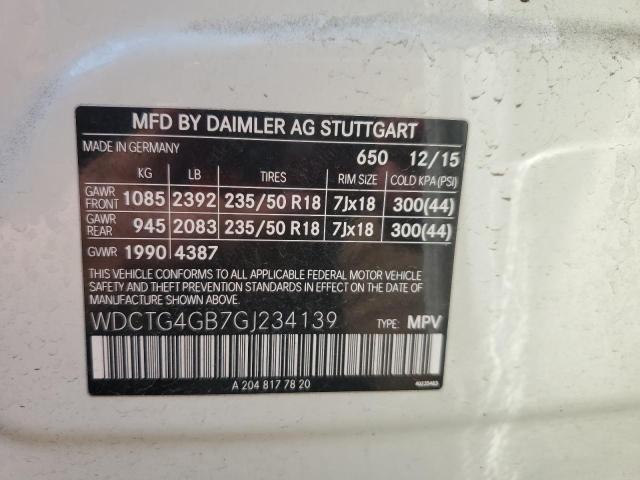 MFD BY DAIMLER AG STUTTGART
MADE IN GERMANY 650 12/15
KG LB TIRES RIM SIZE COLD KPA (PSI)
GAWR FRONT 1085 2392 235/50 R18 7Jx18 300(44)
GAWR REAR 945 2083 235/50 R18 7Jx18 300(44)
GVWR 1990 4387
THIS VEHICLE CONFORMS TO ALL APPLICABLE FEDERAL MOTOR VEHICLE
SAFETY AND THEFT PREVENTION STANDARDS IN EFFECT ON THE DATE
OF MANUFACTURE SHOWN ABOVE.
WDCTG4GB7GJ234139 TYPE: MPV
A 204 817 78 20